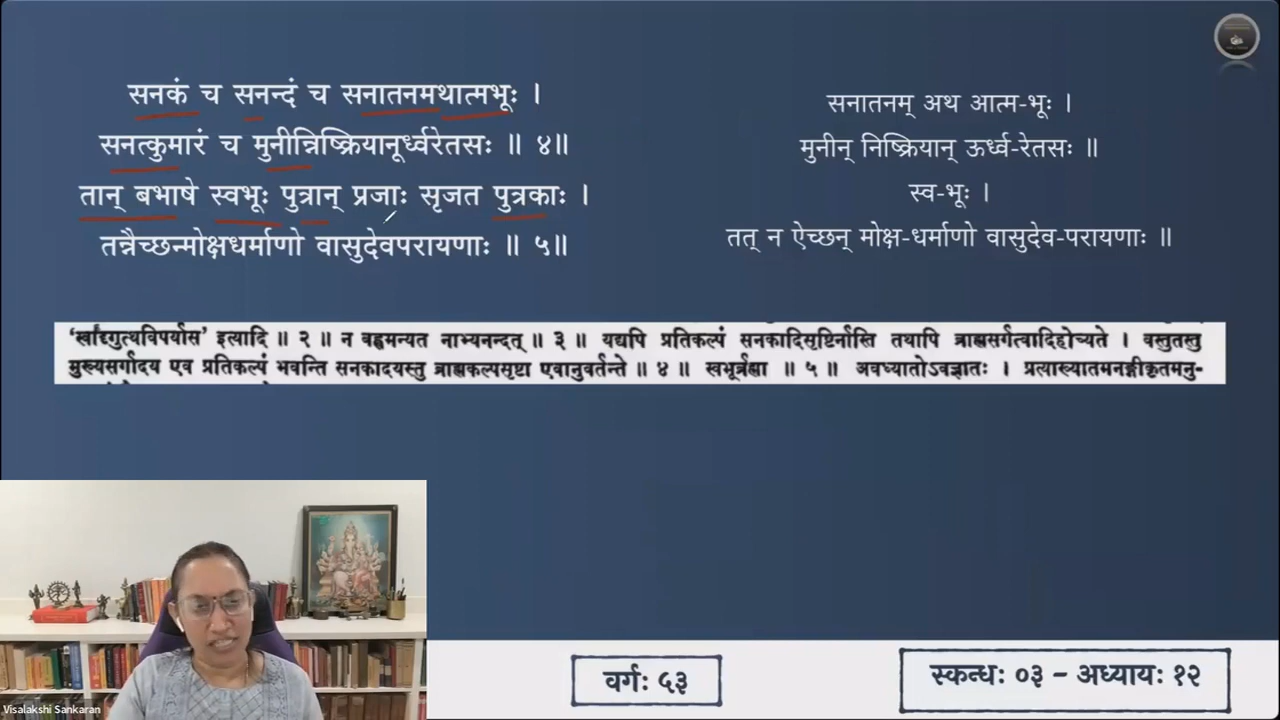 सनकं च सनन्दं च सनातनमथात्मभूः ।
सनत्कुमारं च मुनीन्निष्क्रियानूर्ध्वरेतसः ॥ ४॥
तान् बभाषे स्वभूः पुत्रान् प्रजाः सृजत पुत्रकाः ।
तन्नैच्छन्मोक्षधर्माणो वासुदेवपरायणाः ॥ ५॥
सनातनम् अथ आत्म-भूः ।
मुनीन् निष्क्रियान् ऊर्ध्व-रेतसः ॥
स्व-भूः ।
तत् न ऐच्छन् मोक्ष-धर्माणो वासुदेव-परायणाः ॥
इत्यादि ॥ २ ॥ न बह्वमन्यत नाभ्यनन्दत् ॥ ३ ॥ यद्यपि प्रतिकल्पं सनकादिसृष्टिर्नास्ति तथापि ब्राह्मसर्गत्वादिहोच्यते । वस्तुतस्तु
मुख्यसर्गादय एव प्रतिकल्पं भवन्ति सनकादयस्तु ब्राह्मकल्पसृष्टा एवानुवर्तन्ते ॥ ४ ॥ स्वभूर्ब्रह्मा ॥ ५ ॥ अवध्यातोऽवज्ञातः । प्रत्याख्यातमनङ्गीकृतमनु-
Visalakshi Sankaran
वर्गः ५३
स्कन्धः ०३ - अध्यायः १२